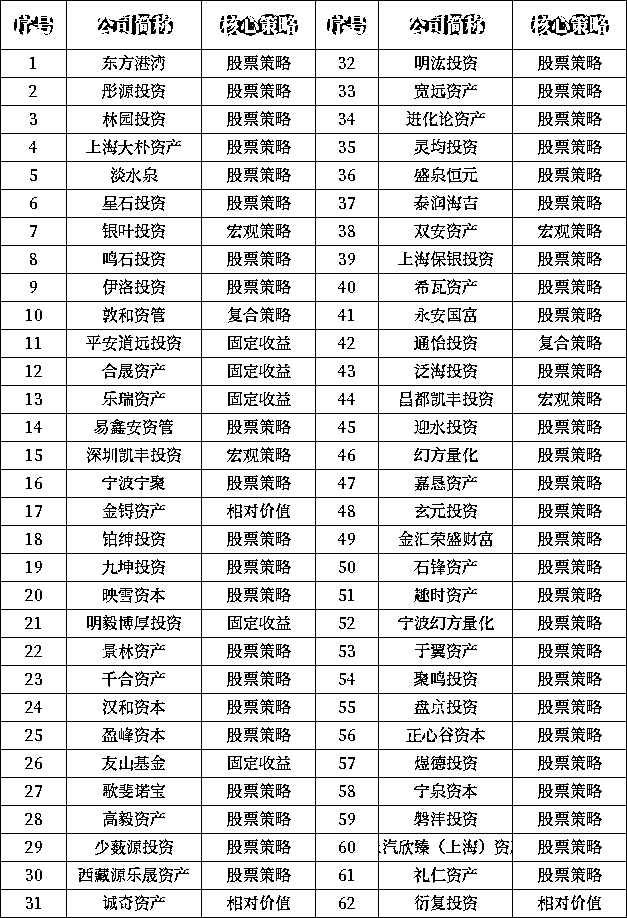 序号 公司简称 核心策略 序号 公司简称 核心策略
1 东方港湾 股票策略 32 明汯投资 股票策略
2 彤源投资 股票策略 33 宽远资产 股票策略
3 林园投资 股票策略 34 进化论资产 股票策略
4 上海大朴资产 股票策略 35 灵均投资 股票策略
5 淡水泉 股票策略 36 盛泉恒元 股票策略
6 星石投资 股票策略 37 泰润海吉 股票策略
7 银叶投资 宏观策略 38 双安资产 宏观策略
8 鸣石投资 股票策略 39 上海保银投资 股票策略
9 伊洛投资 股票策略 40 希瓦资产 股票策略
10 敦和资管 复合策略 41 永安国富 股票策略
11 平安道远投资 固定收益 42 通怡投资 复合策略
12 合晟资产 固定收益 43 泛海投资 股票策略
13 乐瑞资产 固定收益 44 昌都凯丰投资 宏观策略
14 易鑫安资管 股票策略 45 迎水投资 股票策略
15 深圳凯丰投资 宏观策略 46 幻方量化 股票策略
16 宁波宁聚 股票策略 47 嘉恳资产 股票策略
17 金锝资产 相对价值 48 玄元投资 股票策略
18 铂绅投资 股票策略 49 金汇荣盛财富 股票策略
19 九坤投资 股票策略 50 石锋资产 股票策略
20 映雪资本 股票策略 51 趣时资产 股票策略
21 明毅博厚投资 固定收益 52 宁波幻方量化 股票策略
22 景林资产 股票策略 53 于翼资产 股票策略
23 千合资产 股票策略 54 聚鸣投资 股票策略
24 汉和资本 股票策略 55 盘京投资 股票策略
25 盈峰资本 股票策略 56 正心谷资本 股票策略
26 友山基金 固定收益 57 煜德投资 股票策略
27 歌斐诺宝 股票策略 58 宁泉资本 股票策略
28 高毅资产 股票策略 59 磐沣投资 股票策略
29 少薮派投资 股票策略 60 汽欣臻（上海）资 股票策略
30 西藏源乐晟资产 股票策略 61 礼仁资产 股票策略
31 诚奇资产 相对价值 62 衍复投资 相对价值